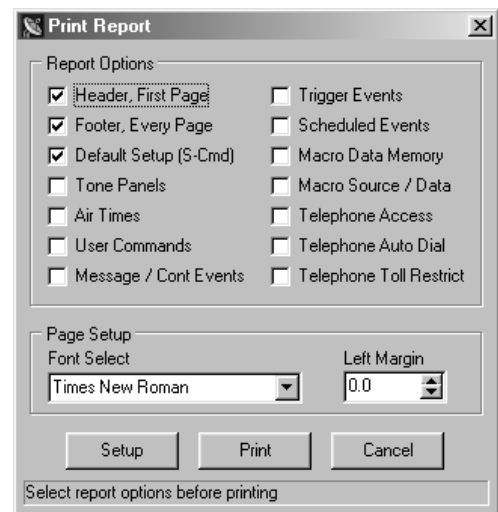 Print Report
Report Options
Header, First Page
Footer, Every Page
Default Setup (S-Cmd)
Tone Panels
Air Times
User Commands
Message / Cont Events
Trigger Events
Scheduled Events
Macro Data Memory
Macro Source / Data
Telephone Access
Telephone Auto Dial
Telephone Toll Restrict
Page Setup
Font Select
Times New Roman
Left Margin
0.0
Setup
Print
Cancel
Select report options before printing